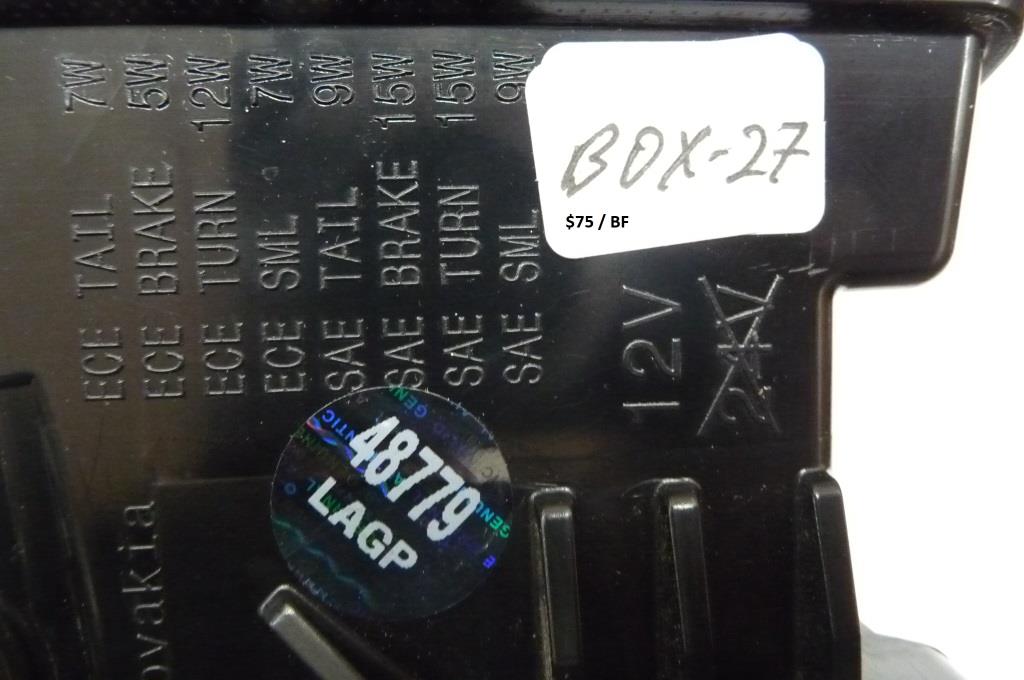 ECE TAIL 7W
ECE BRAKE 5W
ECE TURN 12W
ECE SML 7W
SAE TAIL 9W
SAE BRAKE 15W
SAE TURN 15W
SAE SML 9W
12V
24V
BOX-27
$75 / BF
48779
LAGP
ovakia